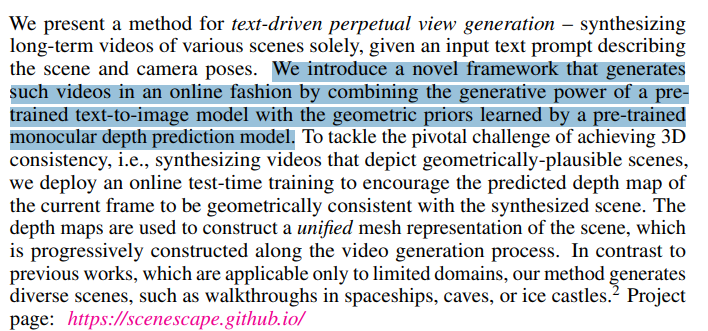 We present a method for text-driven perpetual view generation – synthesizing
long-term videos of various scenes solely, given an input text prompt describing
the scene and camera poses. We introduce a novel framework that generates
such videos in an online fashion by combining the generative power of a pre-
trained text-to-image model with the geometric priors learned by a pre-trained
monocular depth prediction model. To tackle the pivotal challenge of achieving 3D
consistency, i.e., synthesizing videos that depict geometrically-plausible scenes,
we deploy an online test-time training to encourage the predicted depth map of
the current frame to be geometrically consistent with the synthesized scene. The
depth maps are used to construct a unified mesh representation of the scene, which
is progressively constructed along the video generation process. In contrast to
previous works, which are applicable only to limited domains, our method generates
diverse scenes, such as walkthroughs in spaceships, caves, or ice castles.² Project
page: https://scenescape.github.io/